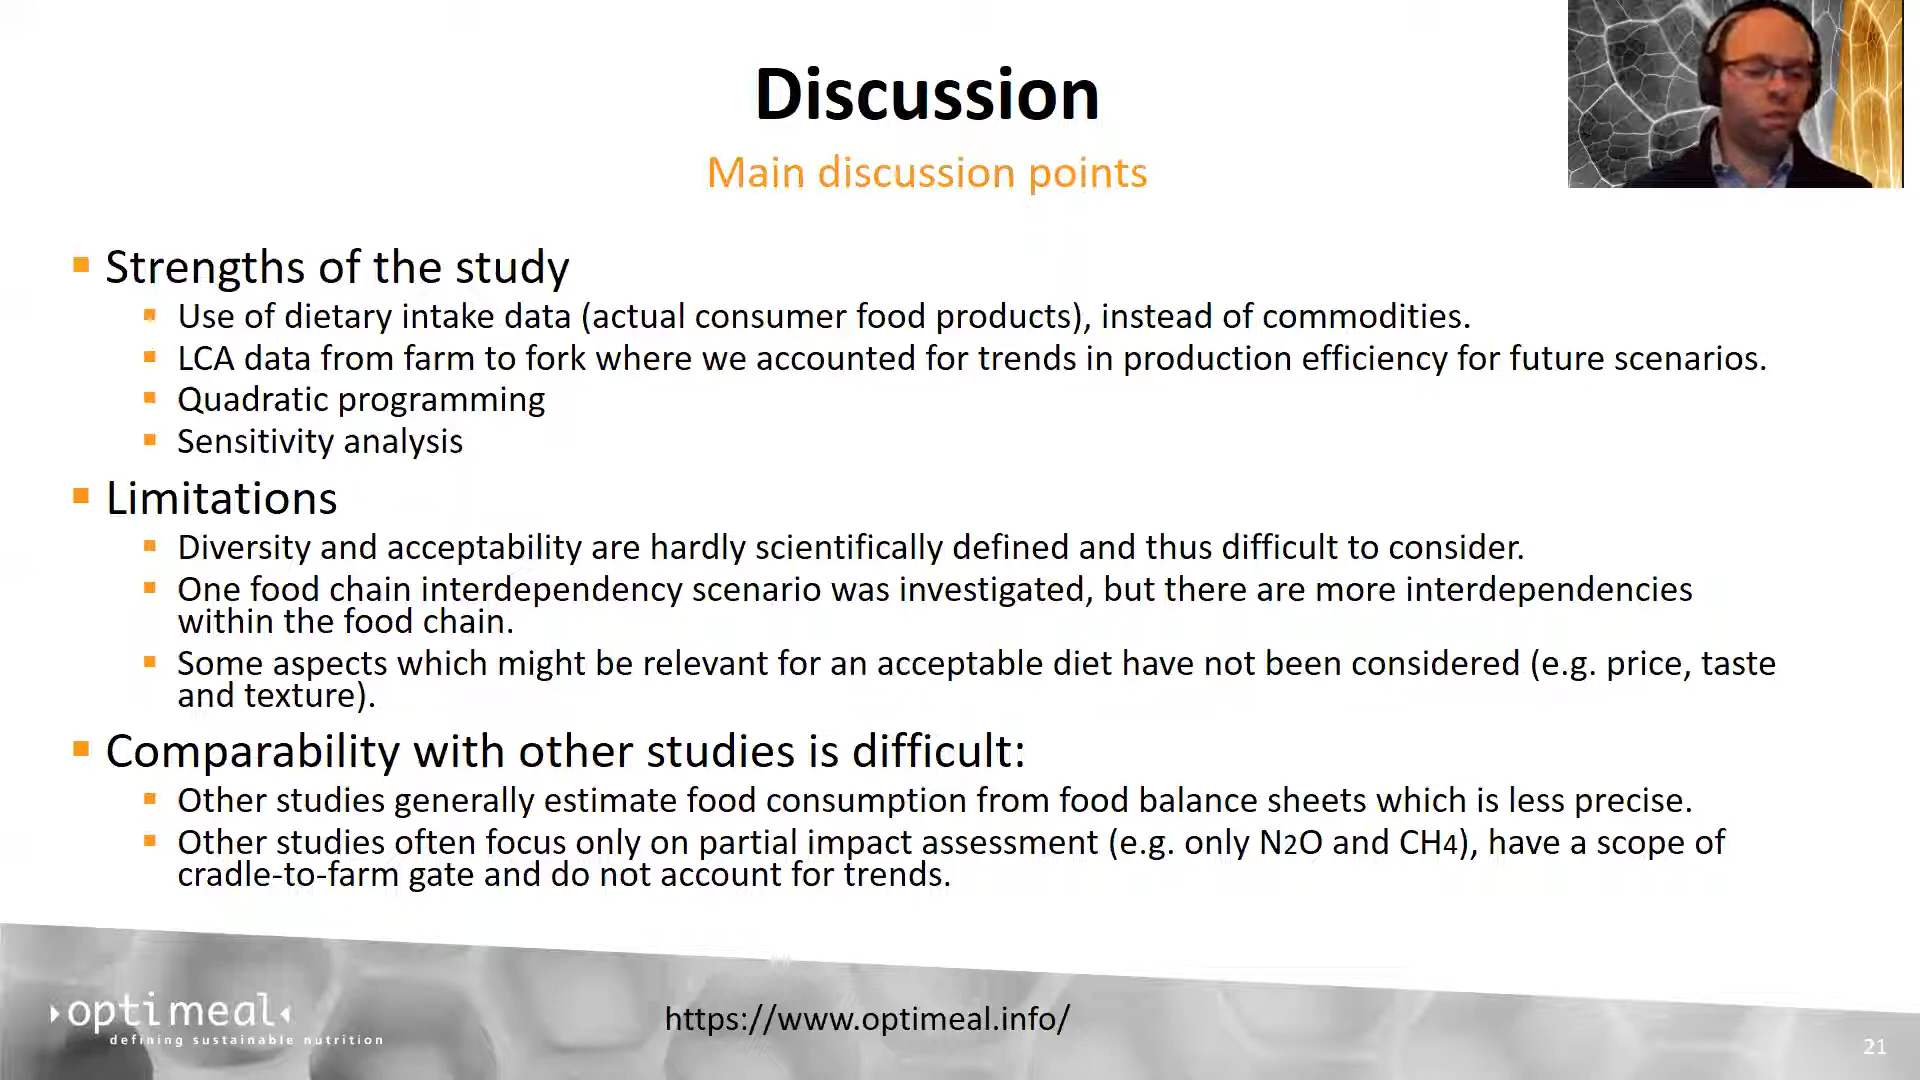 Discussion
Main discussion points
Strengths of the study
Use of dietary intake data (actual consumer food products), instead of commodities.
LCA data from farm to fork where we accounted for trends in production efficiency for future scenarios.
Quadratic programming
Sensitivity analysis
Limitations
Diversity and acceptability are hardly scientifically defined and thus difficult to consider.
One food chain interdependency scenario was investigated, but there are more interdependencies
within the food chain.
Some aspects which might be relevant for an acceptable diet have not been considered (e.g. price, taste
and texture).
Comparability with other studies is difficult:
Other studies generally estimate food consumption from food balance sheets which is less precise.
Other studies often focus only on partial impact assessment (e.g. only N2O and CH4), have a scope of
cradle-to-farm gate and do not account for trends.
optimeal
defining sustainable nutrition
https://www.optimeal.info/
21